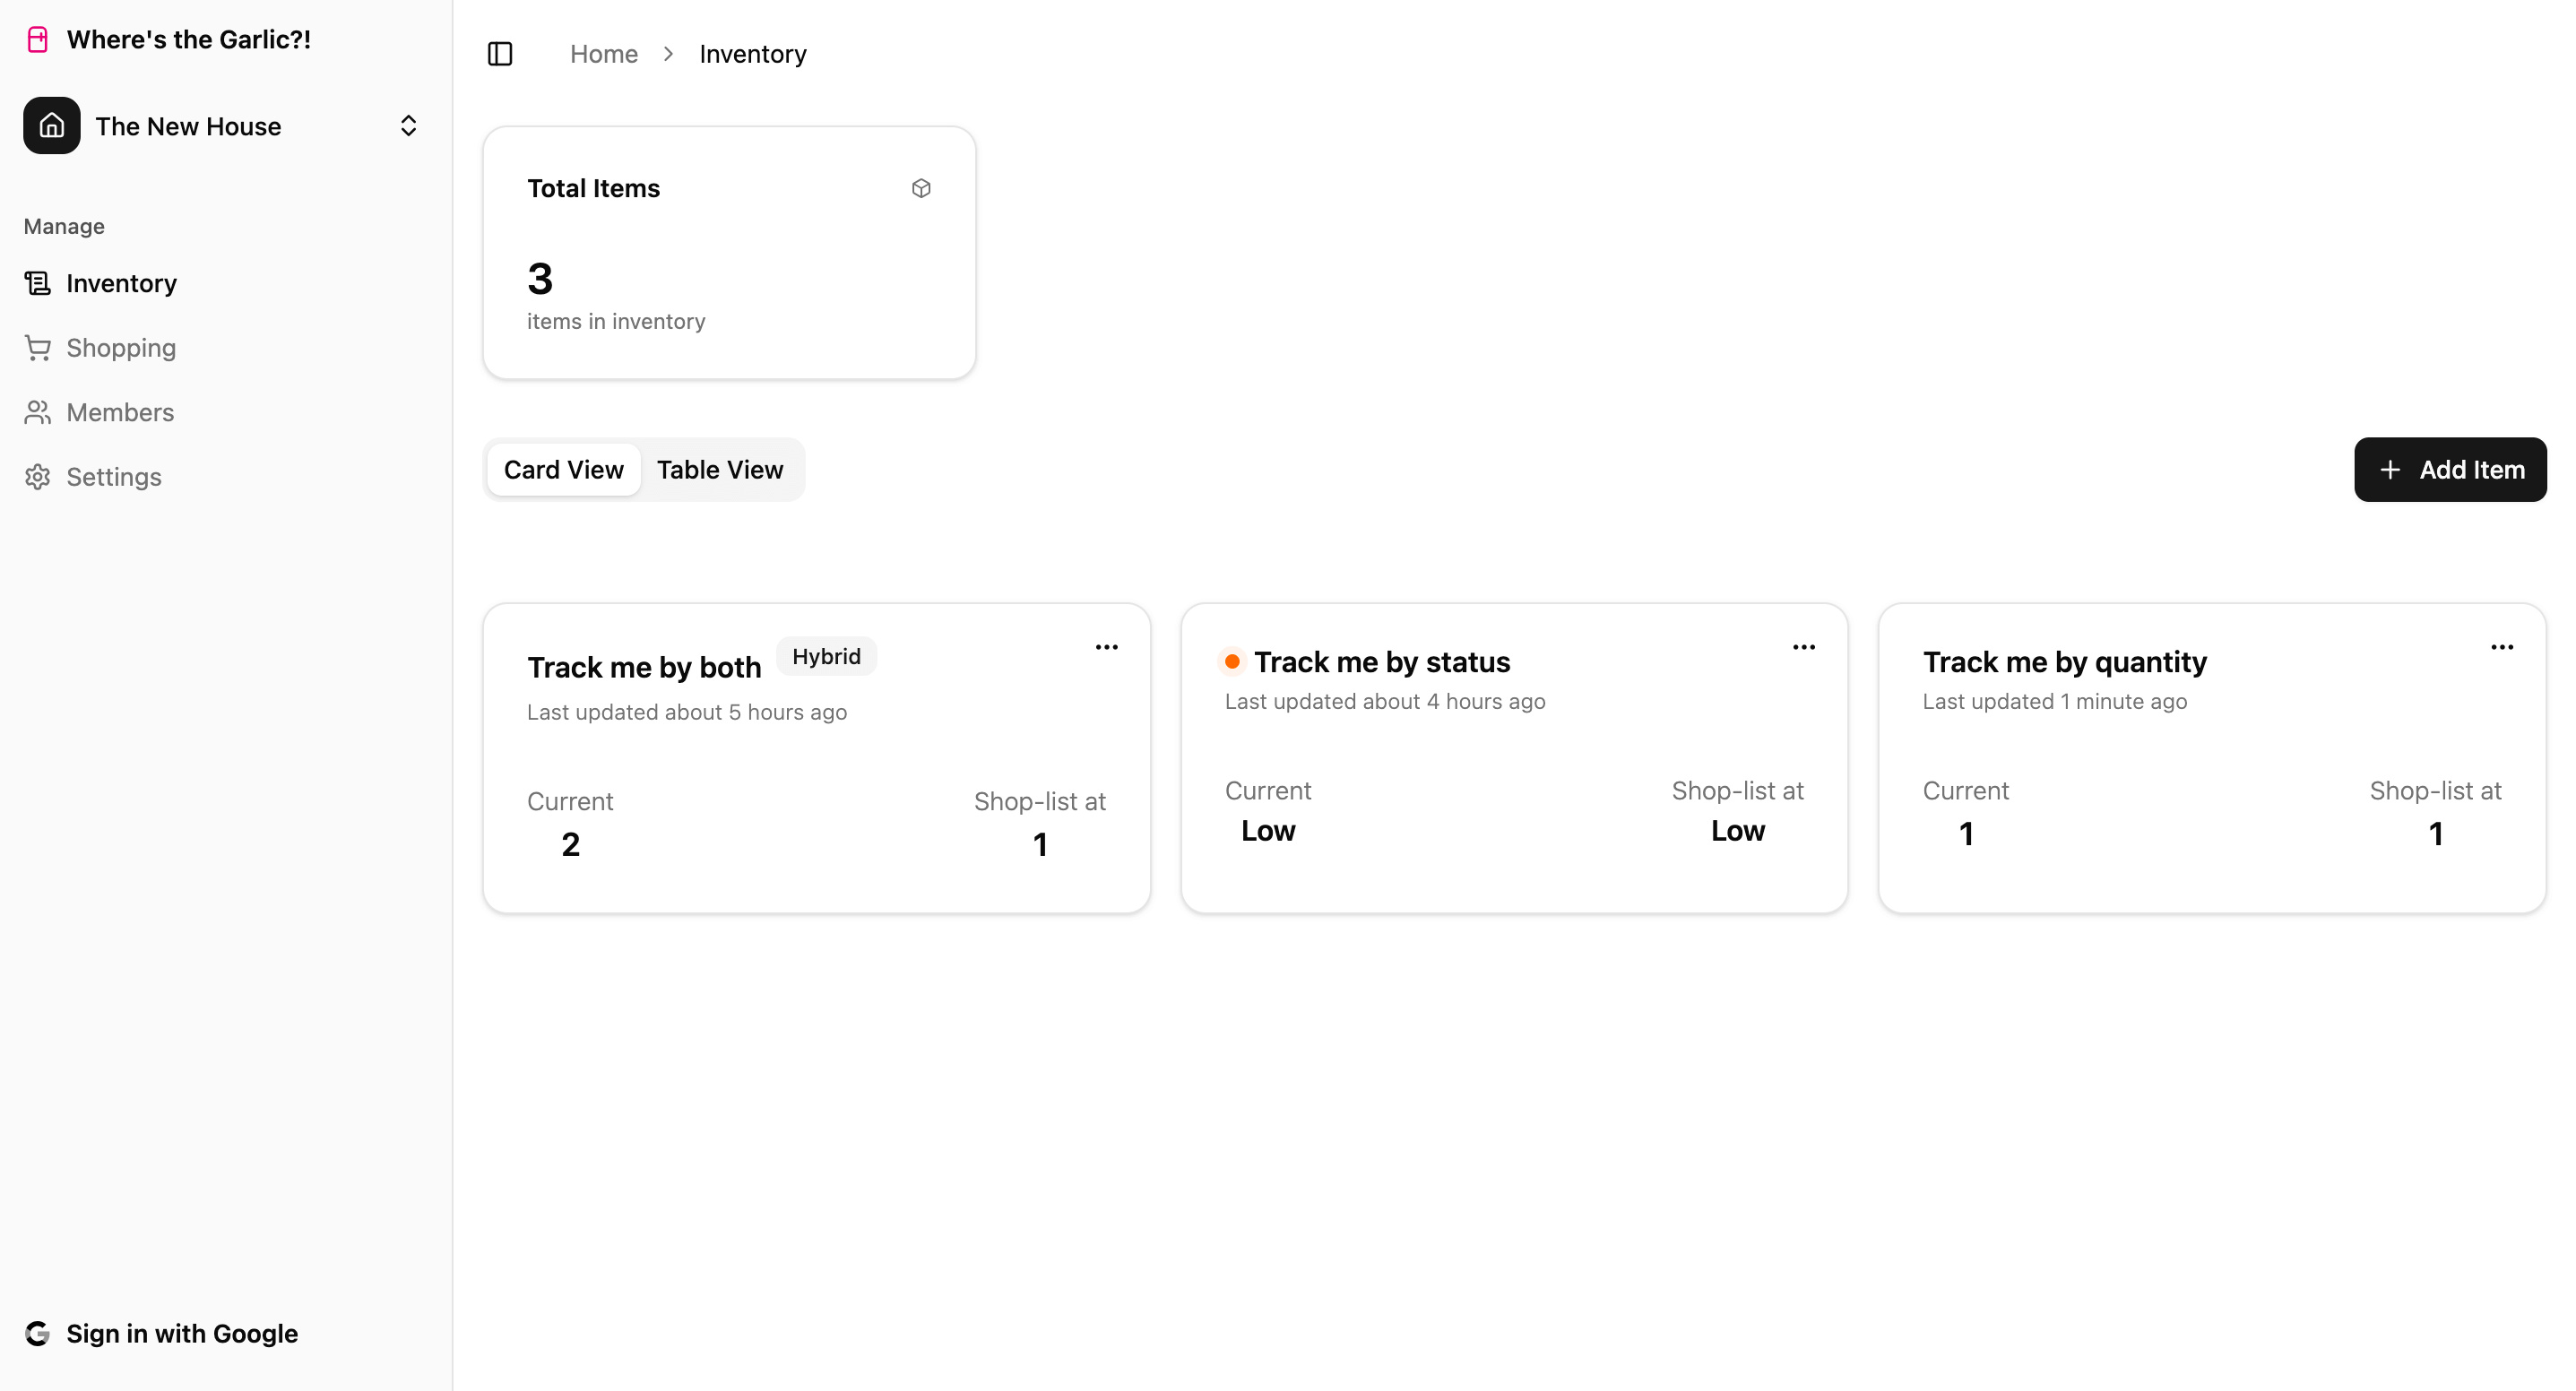 Where's the Garlic?!
The New House
Manage
Inventory
Shopping
Members
Settings
Sign in with Google
Home > Inventory
Total Items
3
items in inventory
Card View Table View
+ Add Item
Track me by both Hybrid
Last updated about 5 hours ago
Current Shop-list at
2 1
Track me by status
Last updated about 4 hours ago
Current Shop-list at
Low Low
Track me by quantity
Last updated 1 minute ago
Current Shop-list at
1 1